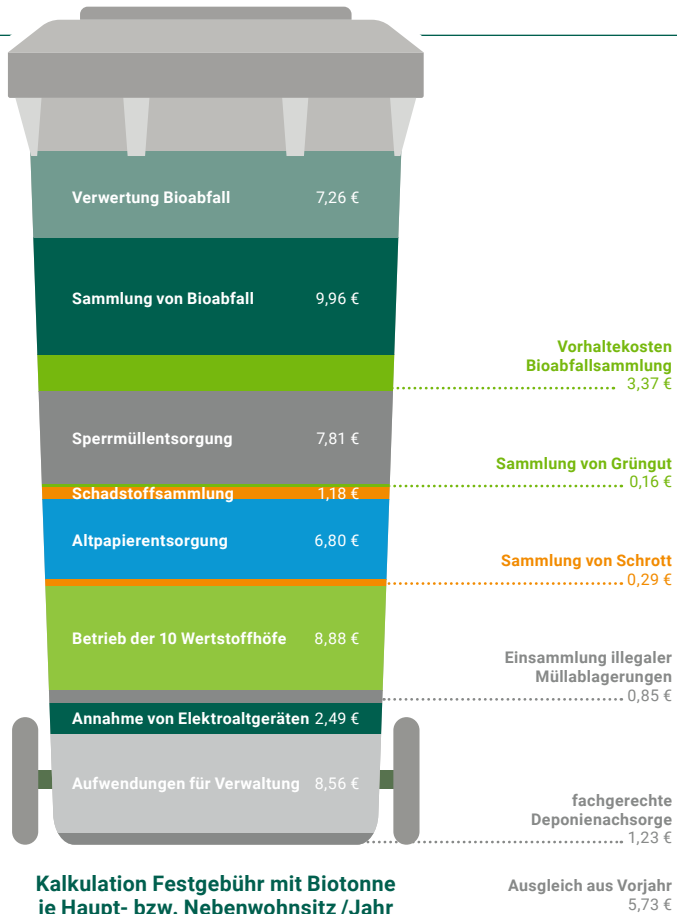 Verwertung Bioabfall 7,26 €
Sammlung von Bioabfall 9,96 €
Vorhaltekosten
Bioabfallsammlung
3,37 €
Sperrmüllentsorgung 7,81 €
Sammlung von Grüngut
0,16 €
Schadstoffsammlung 1,18 €
Altpapierentsorgung 6,80 €
Sammlung von Schrott
0,29 €
Betrieb der 10 Wertstoffhöfe 8,88 €
Einsammlung illegaler
Müllablagerungen
0,85 €
Annahme von Elektroaltgeräten 2,49 €
Aufwendungen für Verwaltung 8,56 €
fachgerechte
Deponienachsorge
1,23 €
Kalkulation Festgebühr mit Biotonne
je Haupt- bzw. Nebenwohnsitz /Jahr
Ausgleich aus Vorjahr
5,73 €